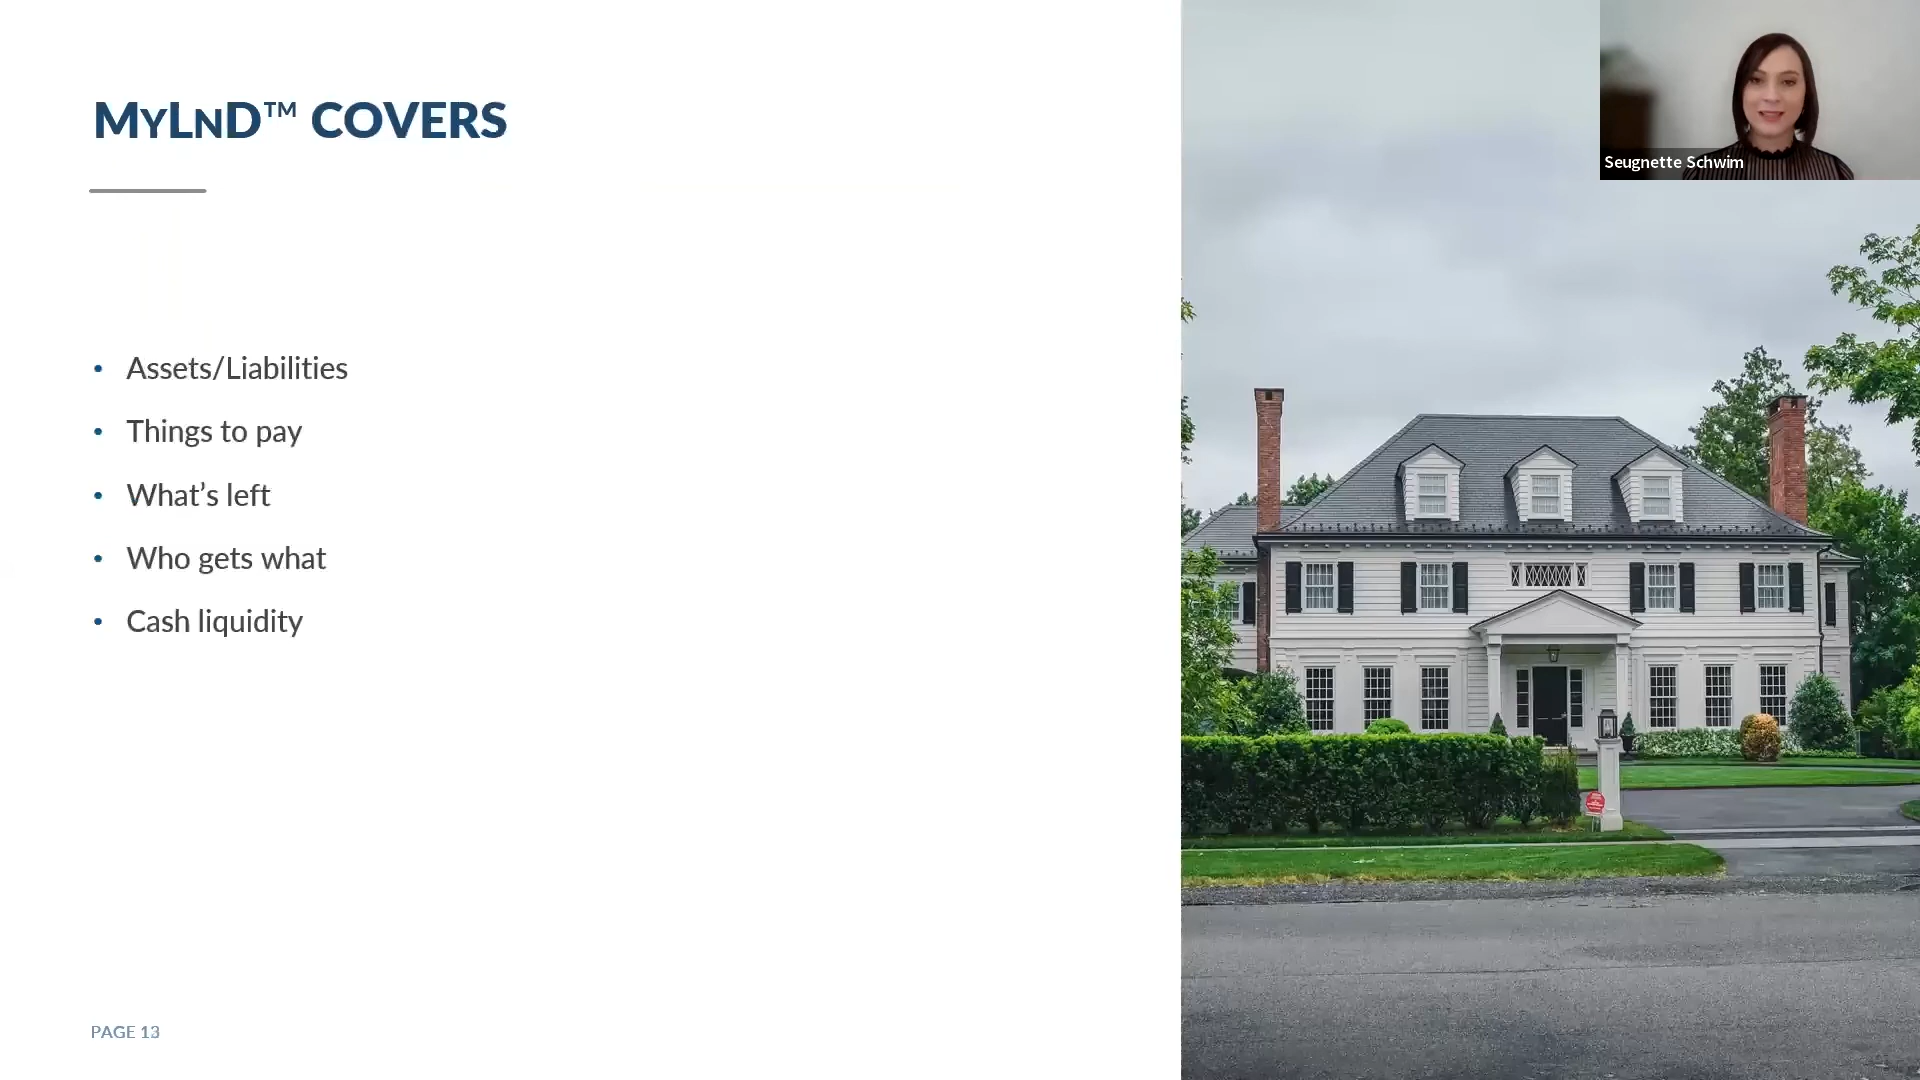 MYLND™ COVERS
Seugnette Schwim
• Assets/Liabilities
• Things to pay
• What’s left
• Who gets what
• Cash liquidity
PAGE 13